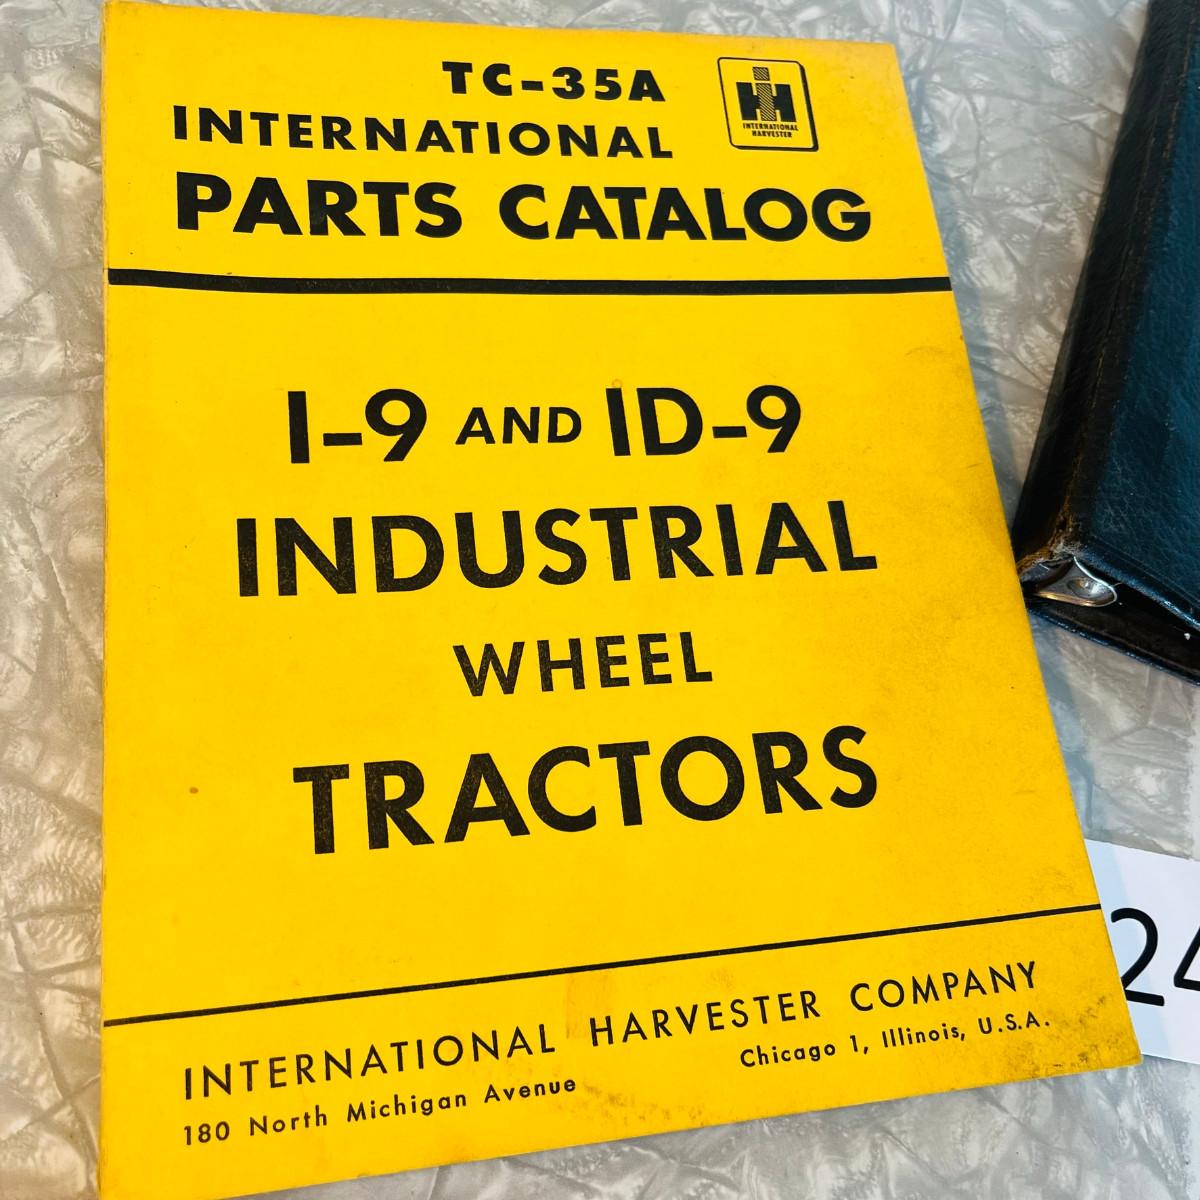 TC-35A
INTERNATIONAL
PARTS CATALOG
IH
INTERNATIONAL
HARVESTER
I-9 AND ID-9
INDUSTRIAL
WHEEL
TRACTORS
INTERNATIONAL HARVESTER COMPANY
180 North Michigan Avenue
Chicago 1, Illinois, U.S.A.
24